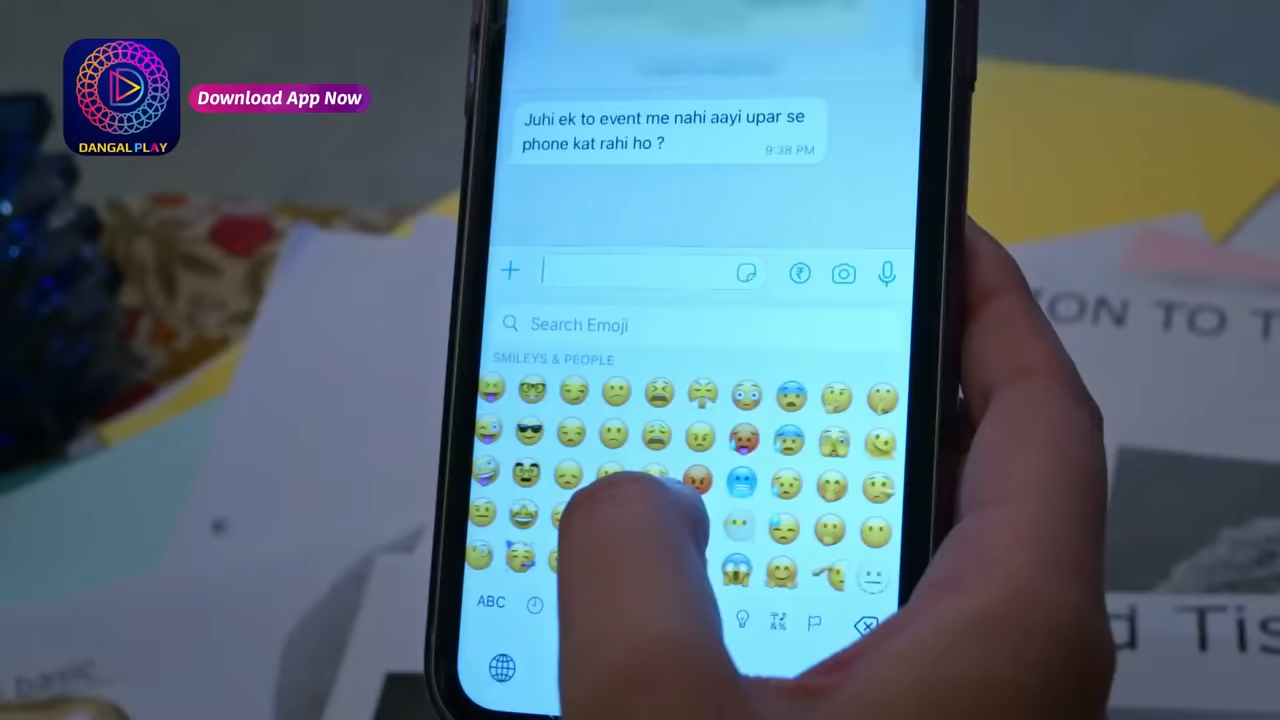 Download App Now
DANGAL PLAY
Juhi ek to event me nahi aayi upar se
phone kat rahi ho ?
9:38 PM
Search Emoji
SMILEYS & PEOPLE
ABC
ON TO T
d Tis
basic